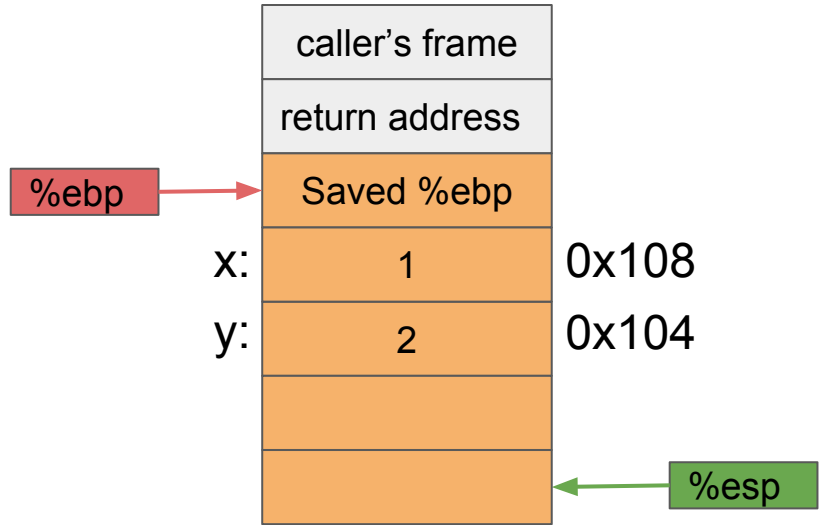 caller’s frame
return address
%ebp
Saved %ebp
x:
1
0x108
y:
2
0x104
%esp